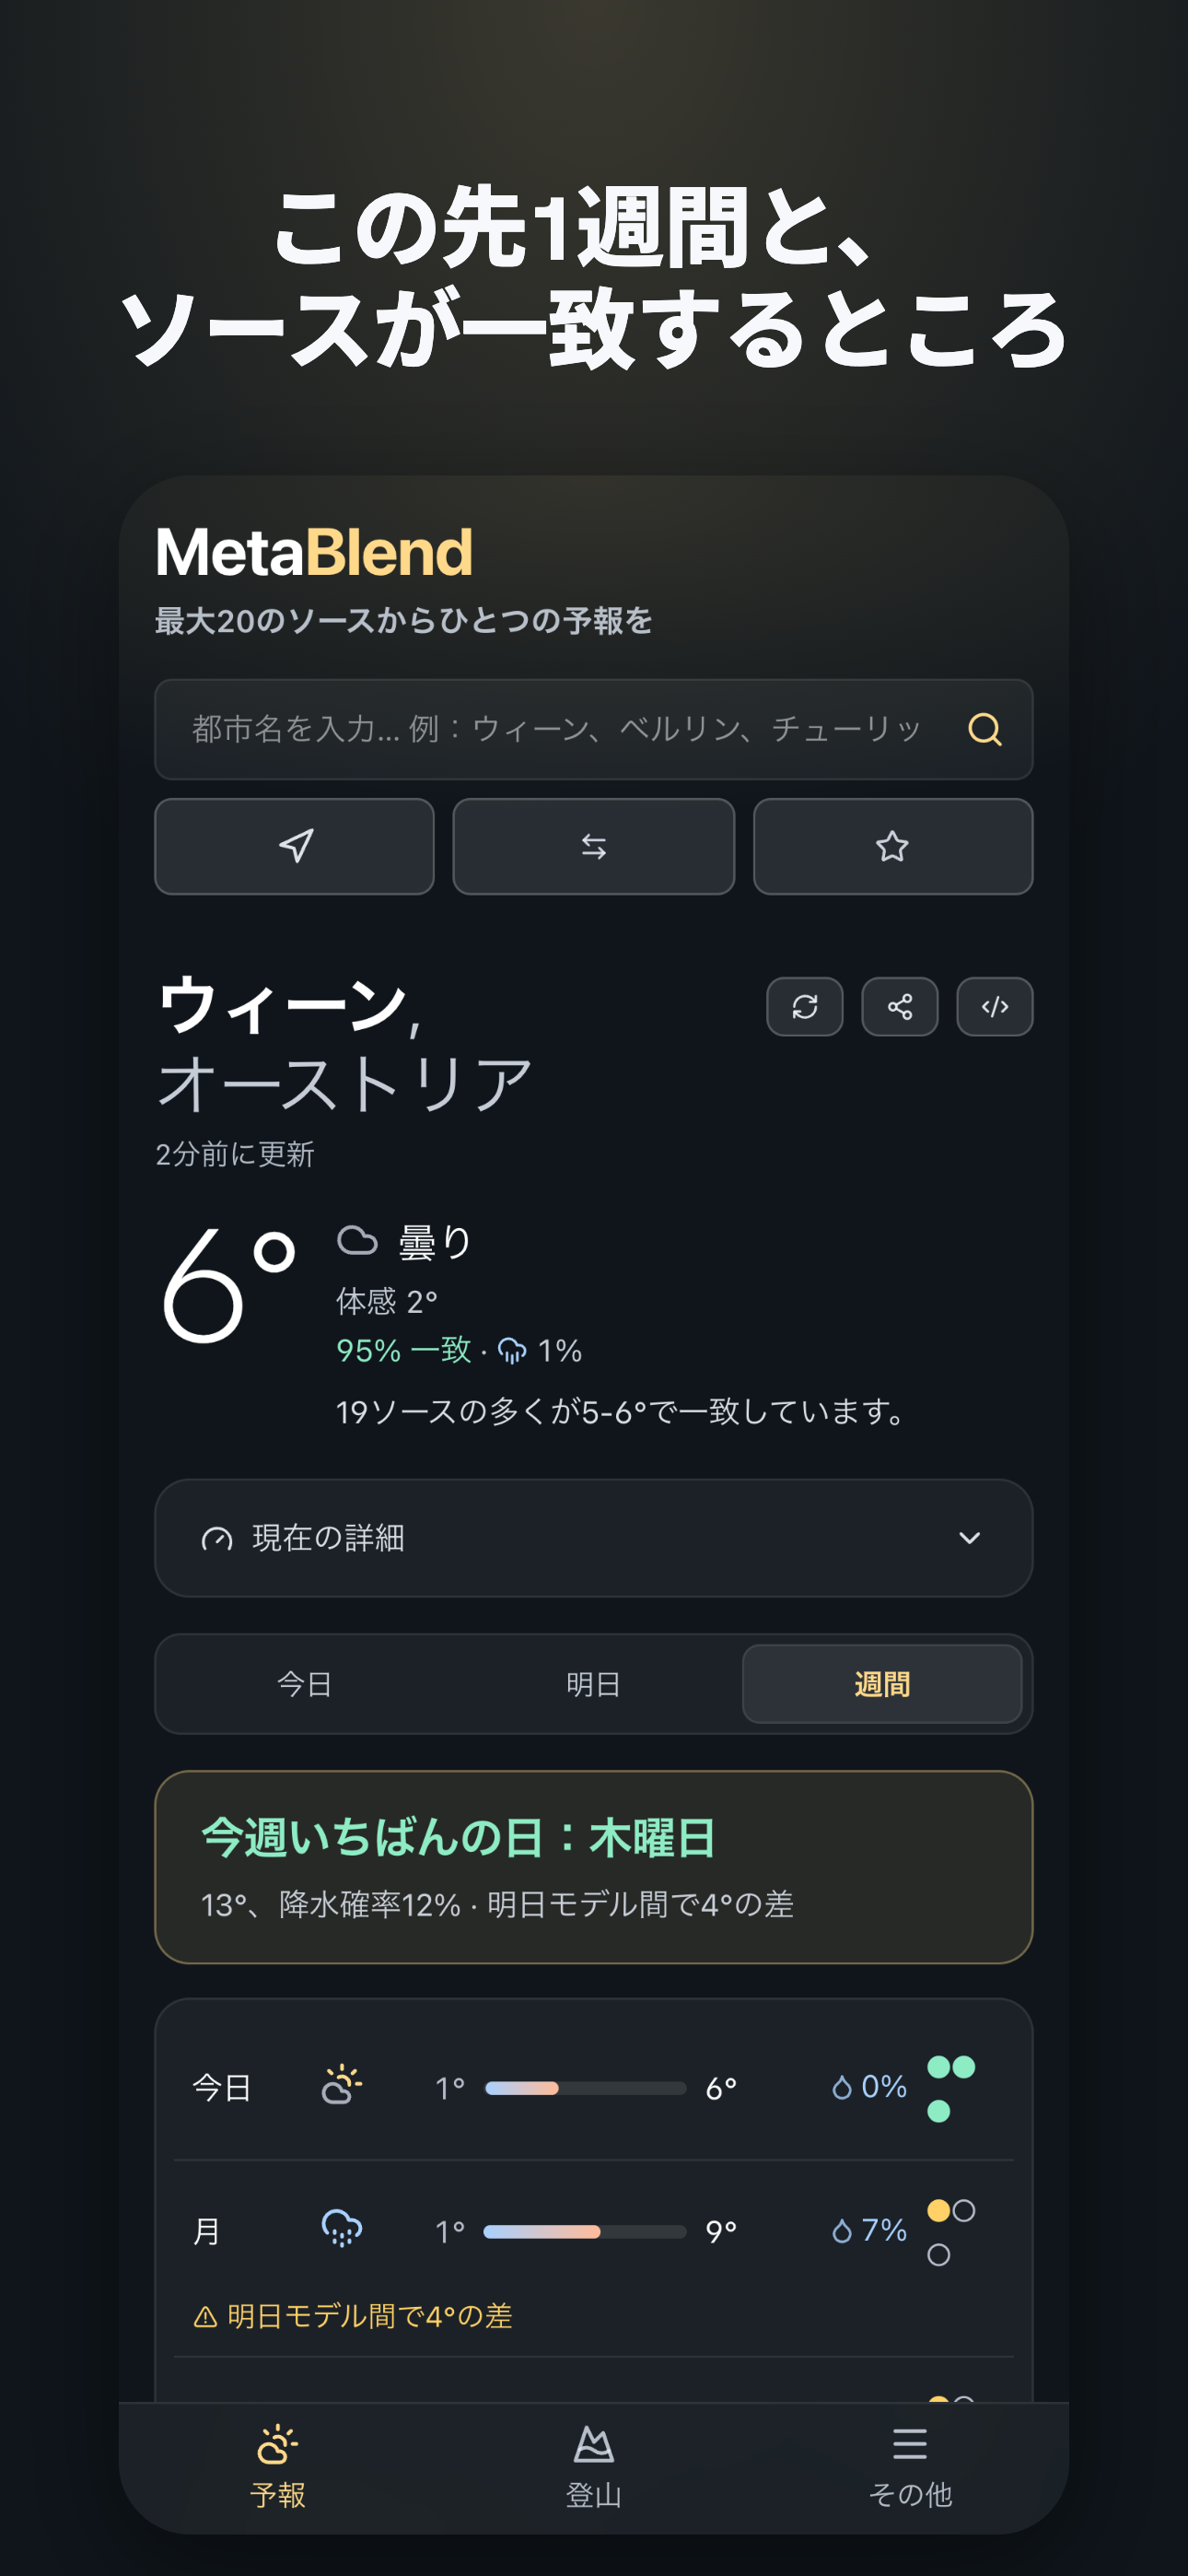 この先1週間と、
ソースが一致するところ
MetaBlend
最大20のソースからひとつの予報を
都市名を入力... 例：ウィーン、ベルリン、チューリッ
ウィーン,
オーストリア
2分前に更新
6°
曇り
体感 2°
95% 一致 · 1%
19ソースの多くが5-6°で一致しています。
現在の詳細
今日 明日 週間
今週いちばんの日：木曜日
13°、降水確率12% · 明日モデル間で4°の差
今日 1° 6° 0%
月 1° 9° 7%
明日モデル間で4°の差
予報 登山 その他